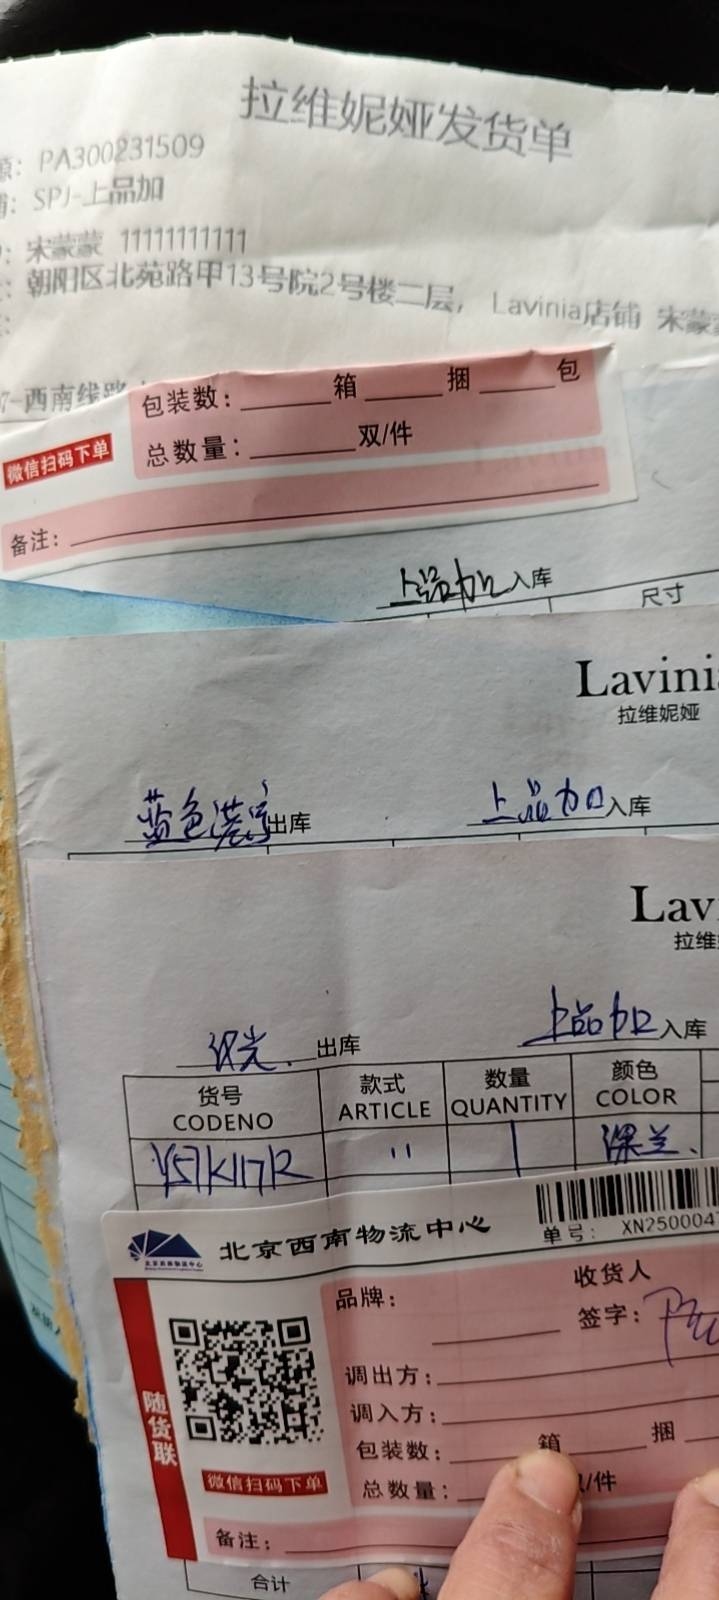 拉维妮娅发货单
: PA300231509
: SPJ-上品加
: 宋蒙蒙 11111111111
: 朝阳区北苑路甲13号院2号楼二层, Lavinia店铺 宋蒙
7-西南线路
包装数: 箱 捆 包
微信扫码下单
总数量: 双/件
备注:
上品加入库
尺寸
Lavini
拉维妮娅
蓝色港湾出库 上品加入库
Lav
拉维
汉光 出库 上品加入库
货号 款式 数量 颜色
CODENO ARTICLE QUANTITY COLOR
Y57K117R '' 1 深兰
北京西南物流中心
单号: XN250004
品牌:
收货人
签字:
调出方:
调入方:
包装数: 箱 捆
总数量: /件
随货联
微信扫码下单
备注:
合计